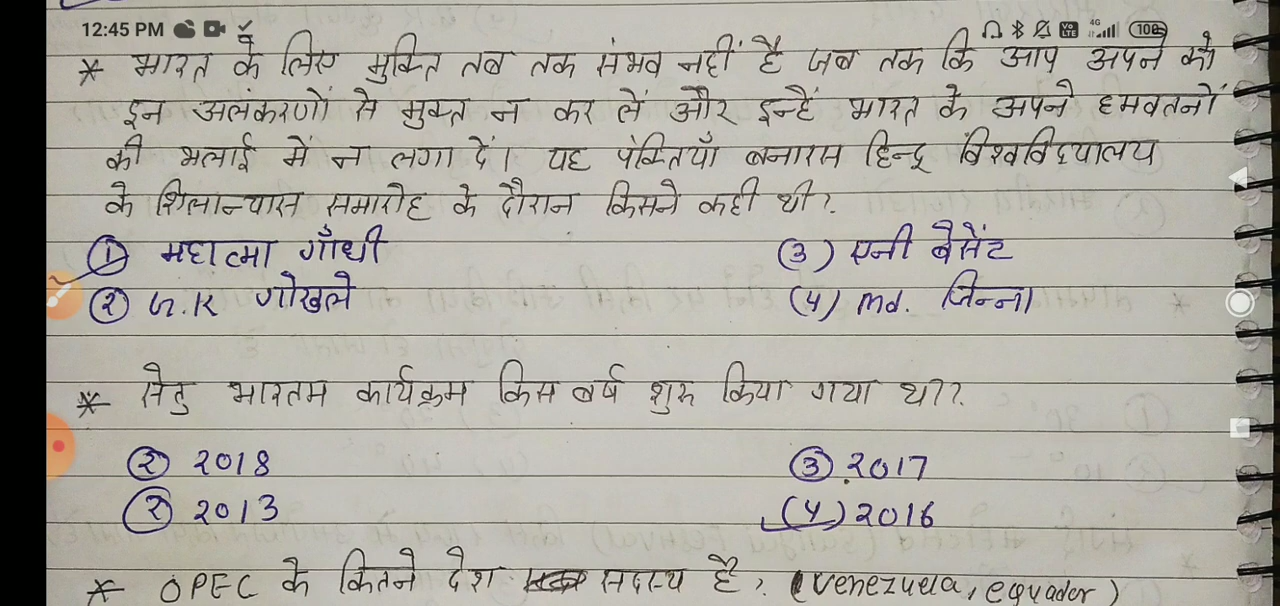 12:45 PM 4G VoLTE 100
* भारत के लिए मुक्ति तब तक संभव नहीं है जब तक कि आप अपने को
इन अलंकरणों से मुक्त न कर लें और इन्हें भारत के अपने हमवतनों
की भलाई में न लगा दें। यह पंक्तियाँ बनारस हिन्दू विश्वविद्यालय
के शिलान्यास समारोह के दौरान किसने कही थी?
① महात्मा गाँधी (3) एनी बेसेंट
② G.K गोखले (4) md. जिन्ना
* सेतु भारतम कार्यक्रम किस वर्ष शुरु किया गया था?
② 2018 ③ 2017
② 2013 (4) 2016
* OPEC के कितने देश सदस्य है? (venezuela, equador)